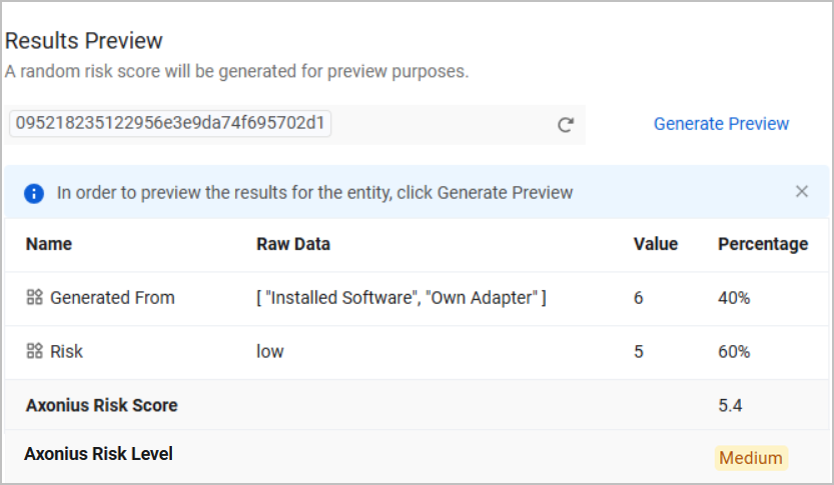 Results Preview
A random risk score will be generated for preview purposes.
095218235122956e3e9da74f695702d1 Generate Preview
In order to preview the results for the entity, click Generate Preview
Name Raw Data Value Percentage
Generated From [ "Installed Software", "Own Adapter" ] 6 40%
Risk low 5 60%
Axonius Risk Score 5.4
Axonius Risk Level Medium